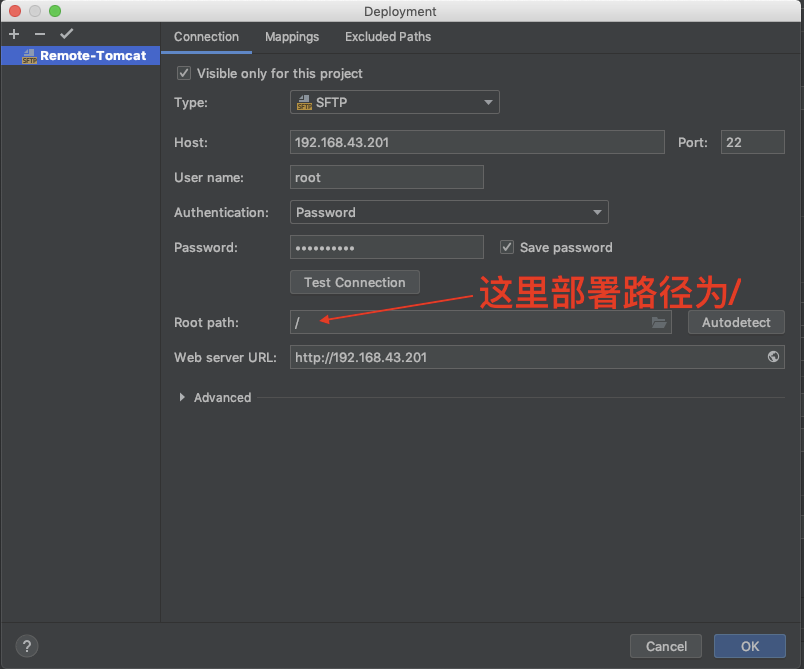 Deployment
Remote-Tomcat
Connection Mappings Excluded Paths
Visible only for this project
Type: SFTP
Host: 192.168.43.201 Port: 22
User name: root
Authentication: Password
Password: •••••••••• Save password
Test Connection
这里部署路径为/
Root path: / Autodetect
Web server URL: http://192.168.43.201
Advanced
? Cancel OK